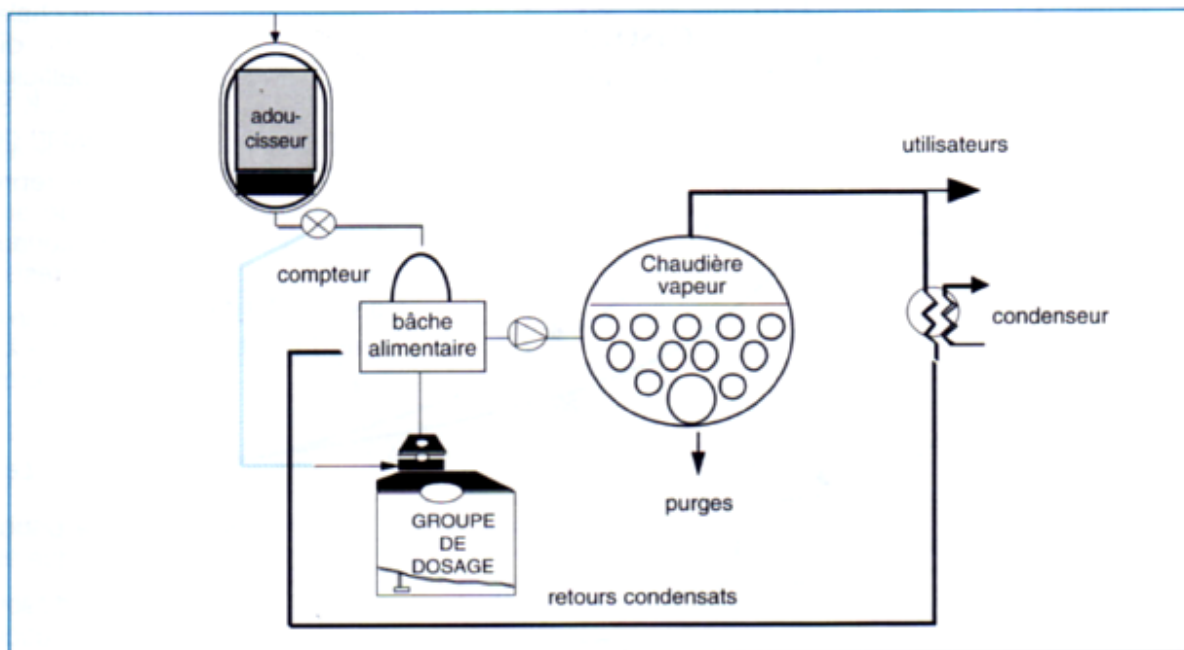 adou-
cisseur
utilisateurs
compteur
Chaudière
vapeur
bâche
alimentaire
condenseur
purges
GROUPE
DE
DOSAGE
retours condensats